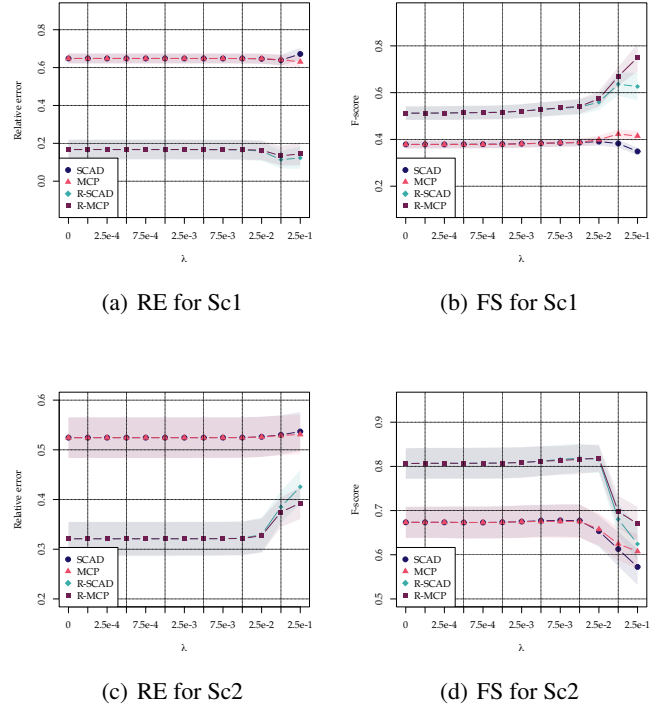 Relative error
0.0 0.2 0.4 0.6 0.8
SCAD
MCP
R-SCAD
R-MCP
0 2.5e-4 7.5e-4 2.5e-3 7.5e-3 2.5e-2 2.5e-1
λ
(a) RE for Sc1
F-score
0.2 0.4 0.6 0.8
SCAD
MCP
R-SCAD
R-MCP
0 2.5e-4 7.5e-4 2.5e-3 7.5e-3 2.5e-2 2.5e-1
λ
(b) FS for Sc1
Relative error
0.2 0.3 0.4 0.5 0.6
SCAD
MCP
R-SCAD
R-MCP
0 2.5e-4 7.5e-4 2.5e-3 7.5e-3 2.5e-2 2.5e-1
λ
(c) RE for Sc2
F-score
0.5 0.6 0.7 0.8 0.9
SCAD
MCP
R-SCAD
R-MCP
0 2.5e-4 7.5e-4 2.5e-3 7.5e-3 2.5e-2 2.5e-1
λ
(d) FS for Sc2